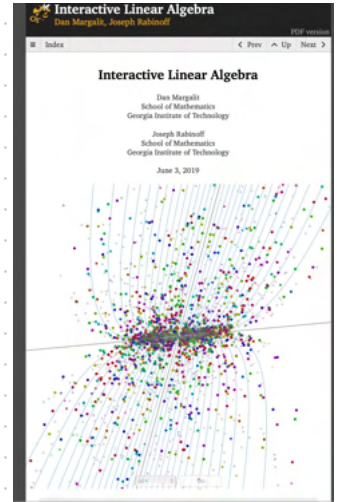 Interactive Linear Algebra
Dan Margalit, Joseph Rabinoff
PDF version
≡ Index
❮ Prev ︿ Up Next ❯
Interactive Linear Algebra
Dan Margalit
School of Mathematics
Georgia Institute of Technology
Joseph Rabinoff
School of Mathematics
Georgia Institute of Technology
June 3, 2019